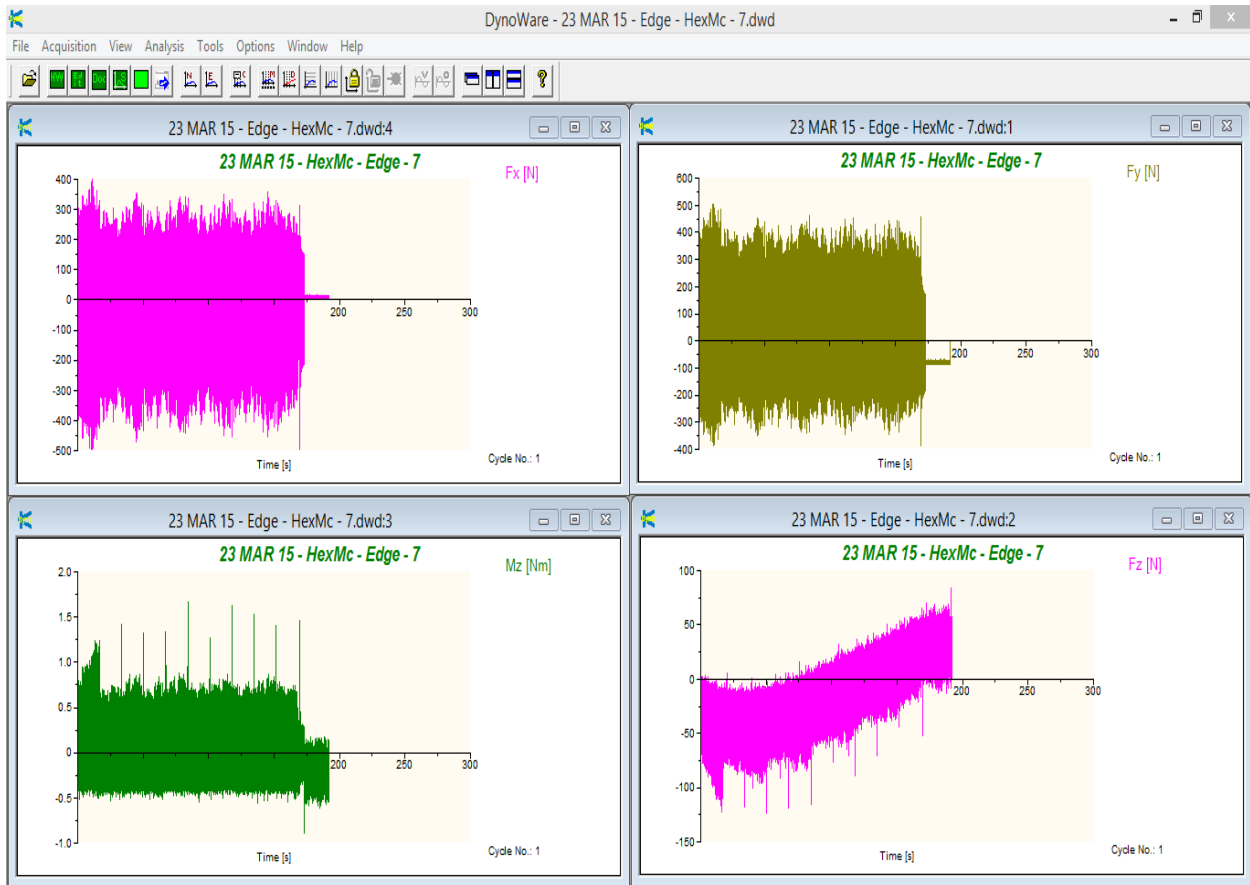 DynoWare - 23 MAR 15 - Edge - HexMc - 7.dwd
File Acquisition View Analysis Tools Options Window Help
23 MAR 15 - Edge - HexMc - 7.dwd:4
23 MAR 15 - HexMc - Edge - 7
Fx [N]
400
300
200
100
0
-100
-200
-300
-400
-500
200 250 300
Time [s]
Cycle No.: 1
23 MAR 15 - Edge - HexMc - 7.dwd:1
23 MAR 15 - HexMc - Edge - 7
Fy [N]
600
500
400
300
200
100
0
-100
-200
-300
-400
200 250 300
Time [s]
Cycle No.: 1
23 MAR 15 - Edge - HexMc - 7.dwd:3
23 MAR 15 - HexMc - Edge - 7
Mz [Nm]
2.0
1.5
1.0
0.5
0
-0.5
-1.0
200 250 300
Time [s]
Cycle No.: 1
23 MAR 15 - Edge - HexMc - 7.dwd:2
23 MAR 15 - HexMc - Edge - 7
Fz [N]
100
50
0
-50
-100
-150
200 250 300
Time [s]
Cycle No.: 1